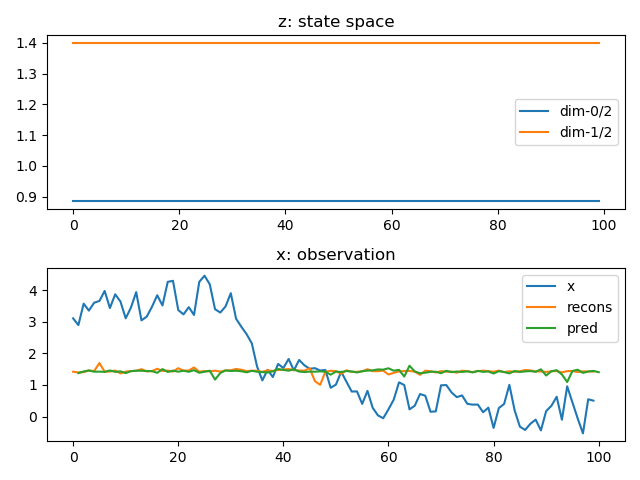 z: state space
1.4
1.3
1.2
1.1
1.0
0.9
dim-0/2
dim-1/2
0 20 40 60 80 100
x: observation
4
3
2
1
0
x
recons
pred
0 20 40 60 80 100